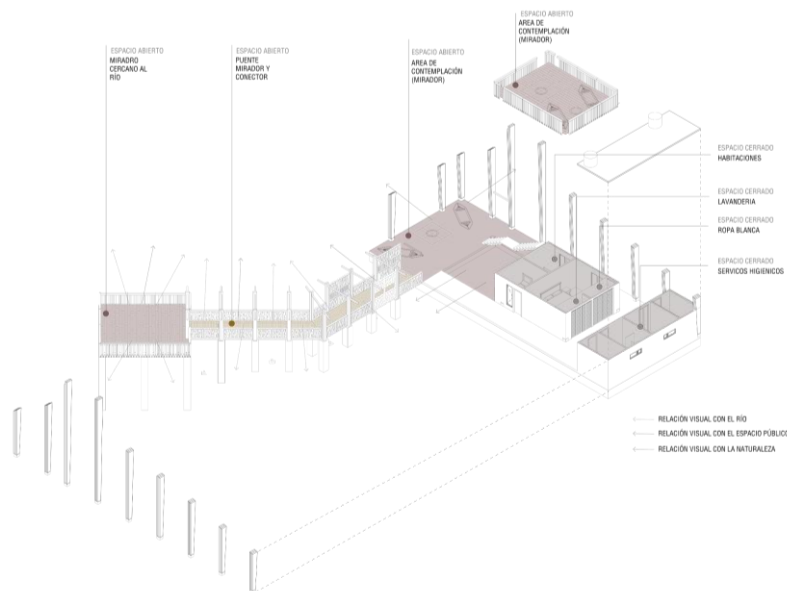 ESPACIO ABIERTO
AREA DE
CONTEMPLACIÓN
(MIRADOR)
ESPACIO ABIERTO
MIRADRO
CERCANO AL
RÍO
ESPACIO ABIERTO
PUENTE
MIRADOR Y
CONECTOR
ESPACIO ABIERTO
AREA DE
CONTEMPLACIÓN
(MIRADOR)
ESPACIO CERRADO
HABITACIONES
ESPACIO CERRADO
LAVANDERIA
ESPACIO CERRADO
ROPA BLANCA
ESPACIO CERRADO
SERVICOS HIGIENICOS
RELACIÓN VISUAL CON EL RÍO
RELACIÓN VISUAL CON EL ESPACIO PÚBLICO
RELACIÓN VISUAL CON LA NATURALEZA